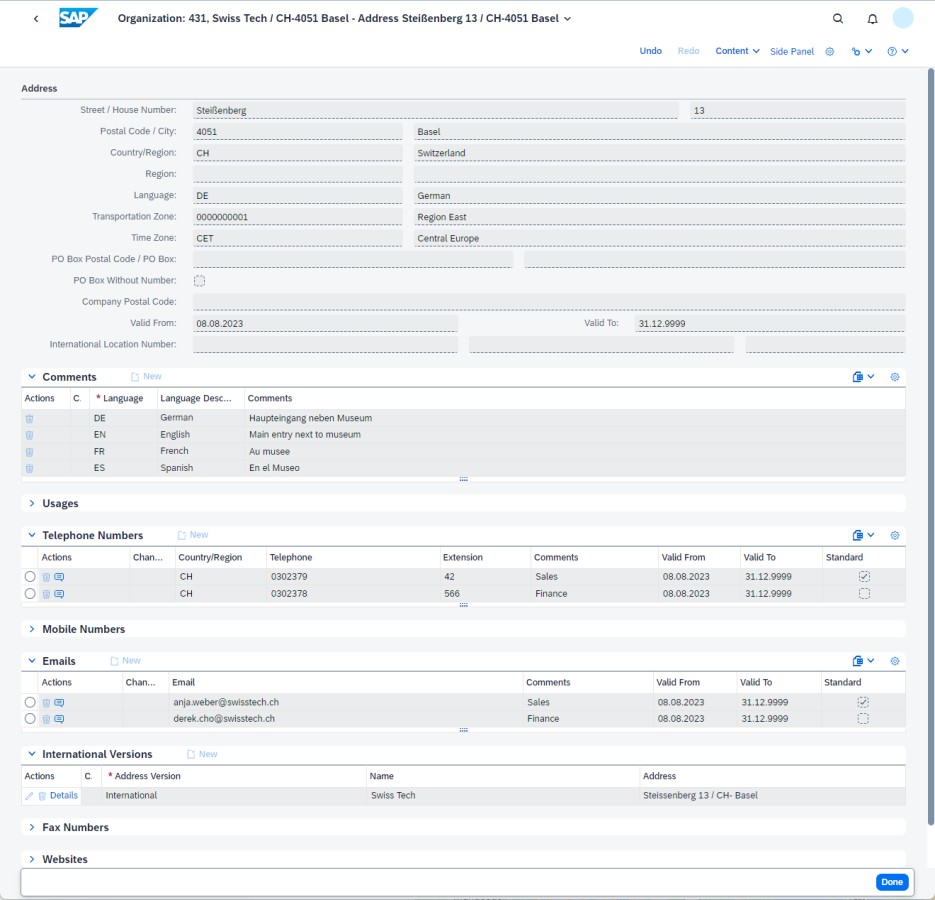 SAP Organization: 431, Swiss Tech / CH-4051 Basel - Address Steißenberg 13 / CH-4051 Basel
Undo Redo Content Side Panel
Address
Street / House Number: Steißenberg 13
Postal Code / City: 4051 Basel
Country/Region: CH Switzerland
Region:
Language: DE German
Transportation Zone: 0000000001 Region East
Time Zone: CET Central Europe
PO Box Postal Code / PO Box:
PO Box Without Number:
Company Postal Code:
Valid From: 08.08.2023 Valid To: 31.12.9999
International Location Number:
Comments New
Actions C. * Language Language Desc... Comments
DE German Haupteingang neben Museum
EN English Main entry next to museum
FR French Au musee
ES Spanish En el Museo
Usages
Telephone Numbers New
Actions Chan... Country/Region Telephone Extension Comments Valid From Valid To Standard
CH 0302379 42 Sales 08.08.2023 31.12.9999
CH 0302378 566 Finance 08.08.2023 31.12.9999
Mobile Numbers
Emails New
Actions Chan... Email Comments Valid From Valid To Standard
anja.weber@swisstech.ch Sales 08.08.2023 31.12.9999
derek.cho@swisstech.ch Finance 08.08.2023 31.12.9999
International Versions New
Actions C. * Address Version Name Address
Details International Swiss Tech Steissenberg 13 / CH- Basel
Fax Numbers
Websites
Done